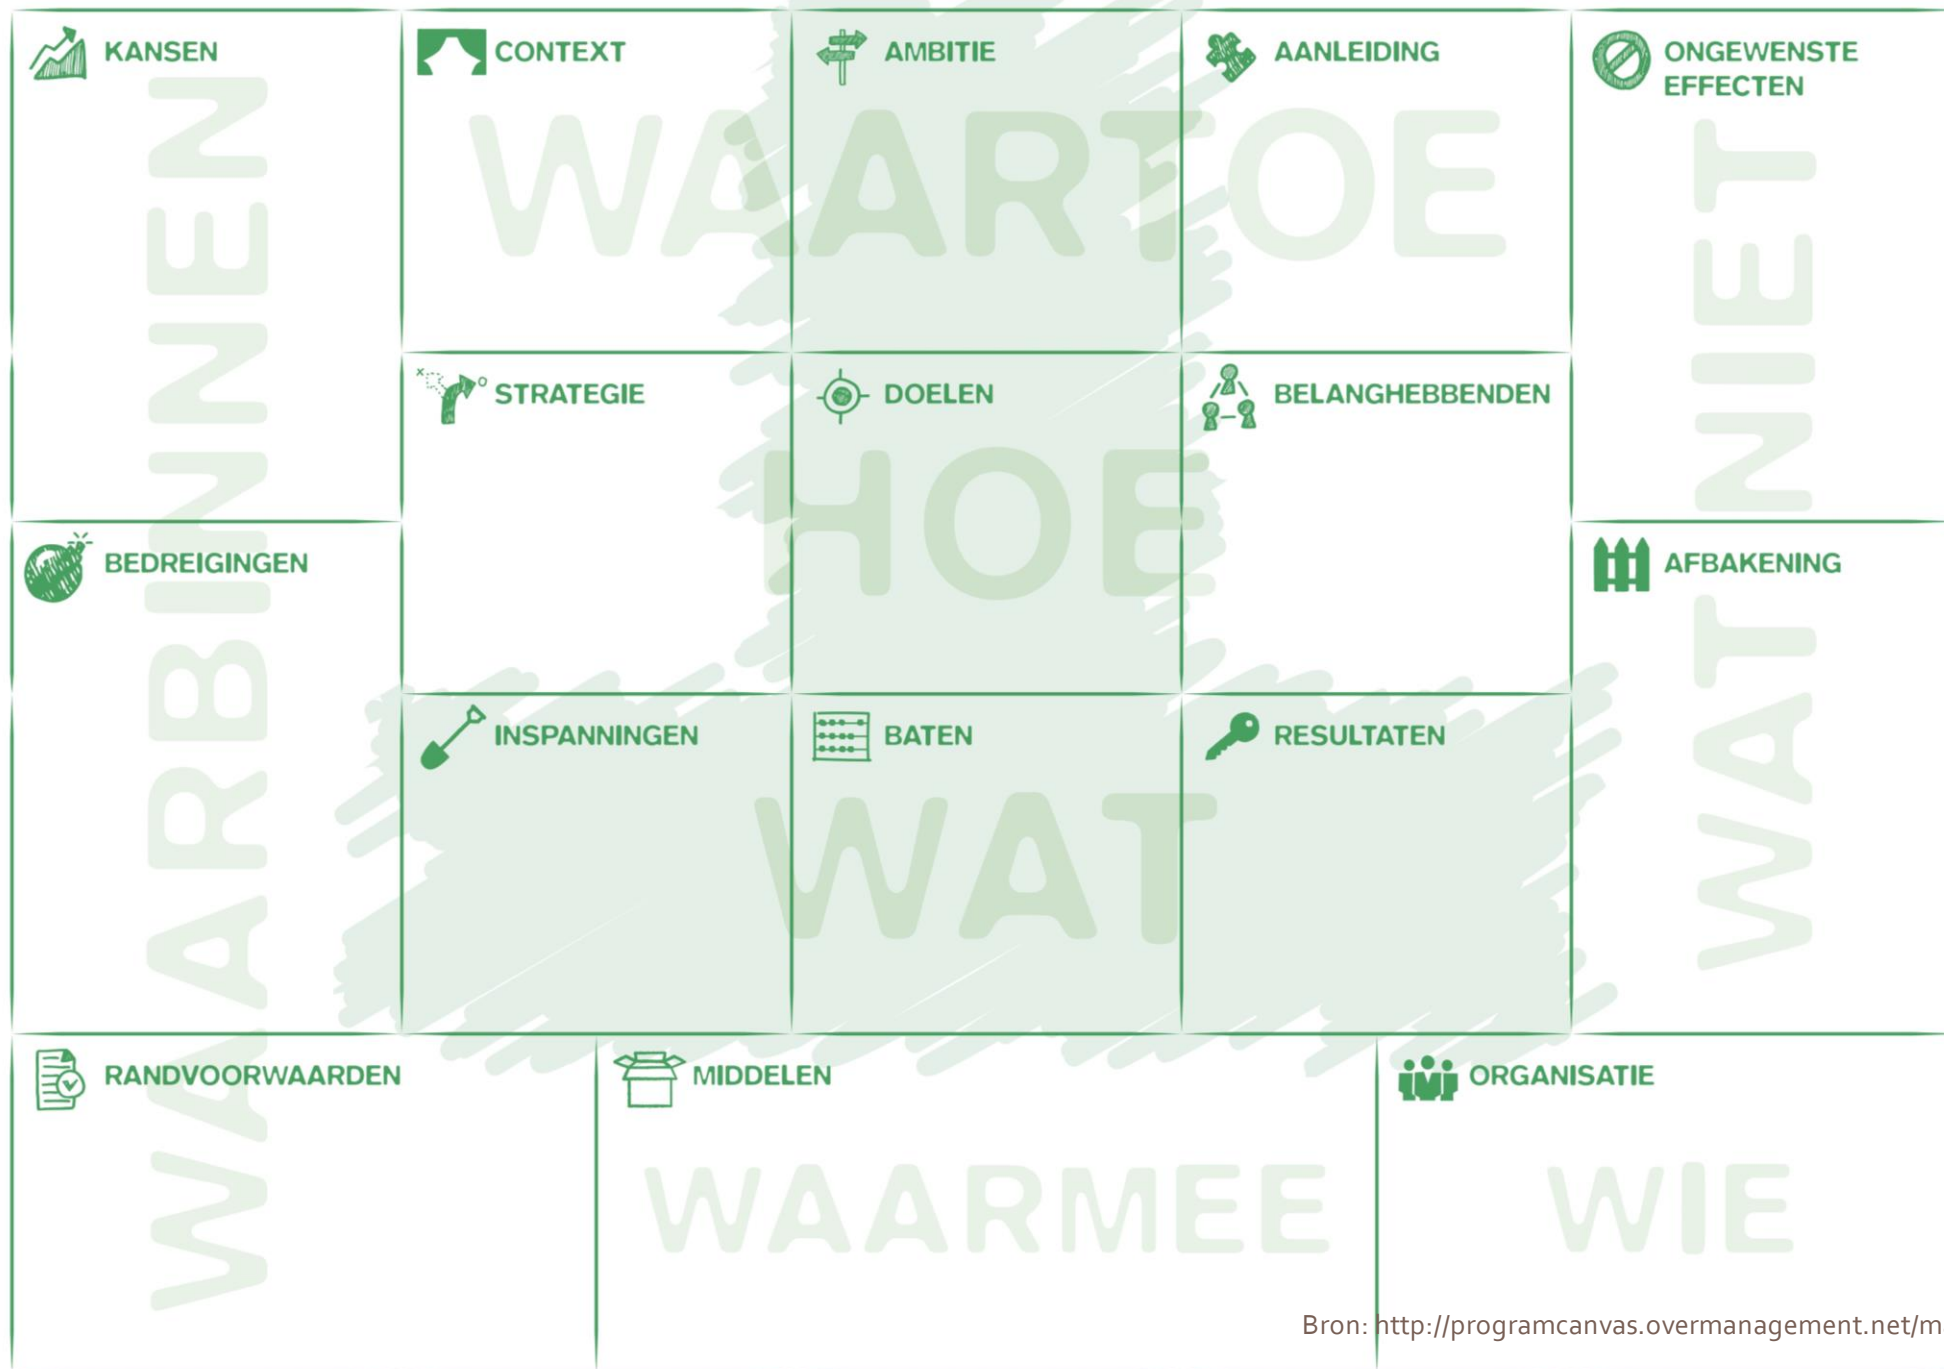 KANSEN
CONTEXT
AMBITIE
AANLEIDING
ONGEWENSTE
EFFECTEN
WAARTOE
STRATEGIE
DOELEN
BELANGHEBBENDEN
HOE
BEDREIGINGEN
AFBAKENING
WAARBINNEN
WAT NIET
INSPANNINGEN
BATEN
RESULTATEN
WAT
RANDVOORWAARDEN
MIDDELEN
ORGANISATIE
WAARMEE
WIE
Bron: http://programcanvas.overmanagement.net/m